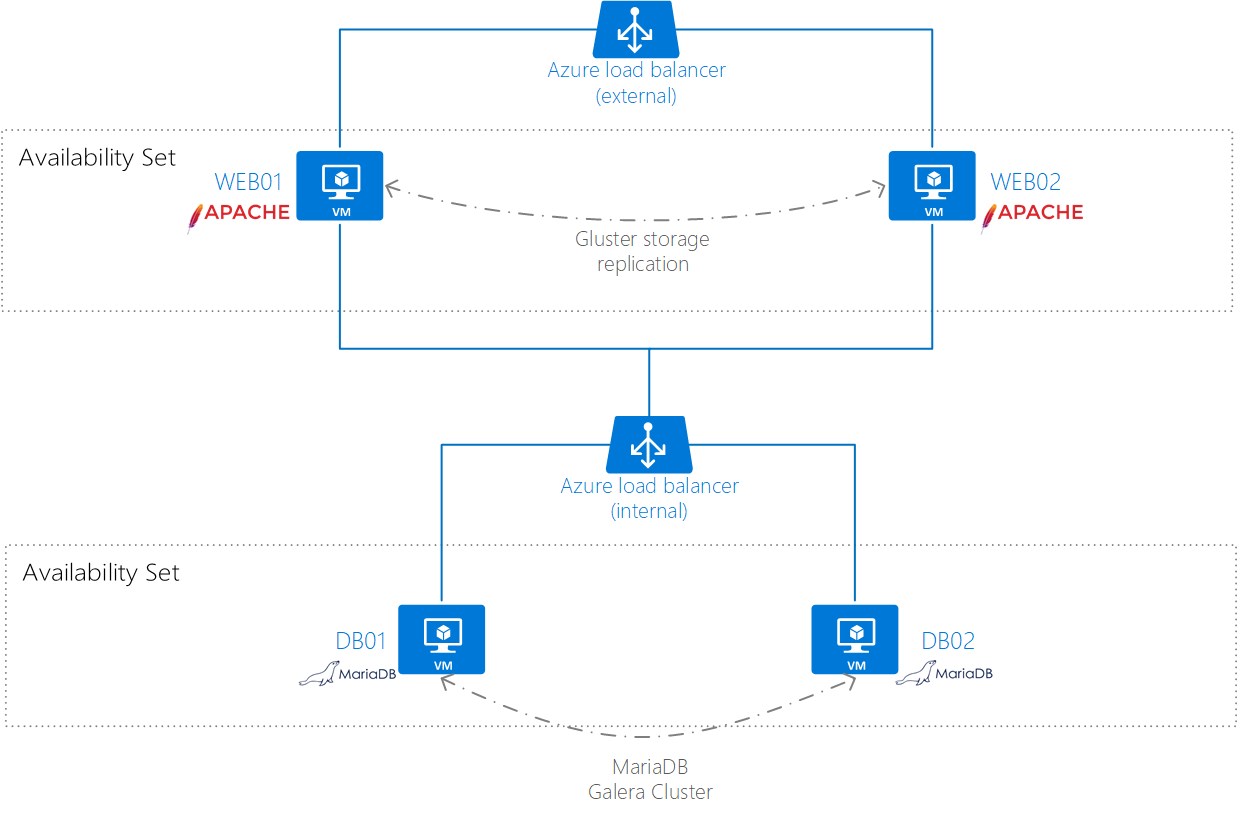 Azure load balancer
(external)
Availability Set
WEB01
APACHE
VM
VM
WEB02
APACHE
Gluster storage
replication
Azure load balancer
(internal)
Availability Set
DB01
MariaDB
VM
VM
DB02
MariaDB
MariaDB
Galera Cluster